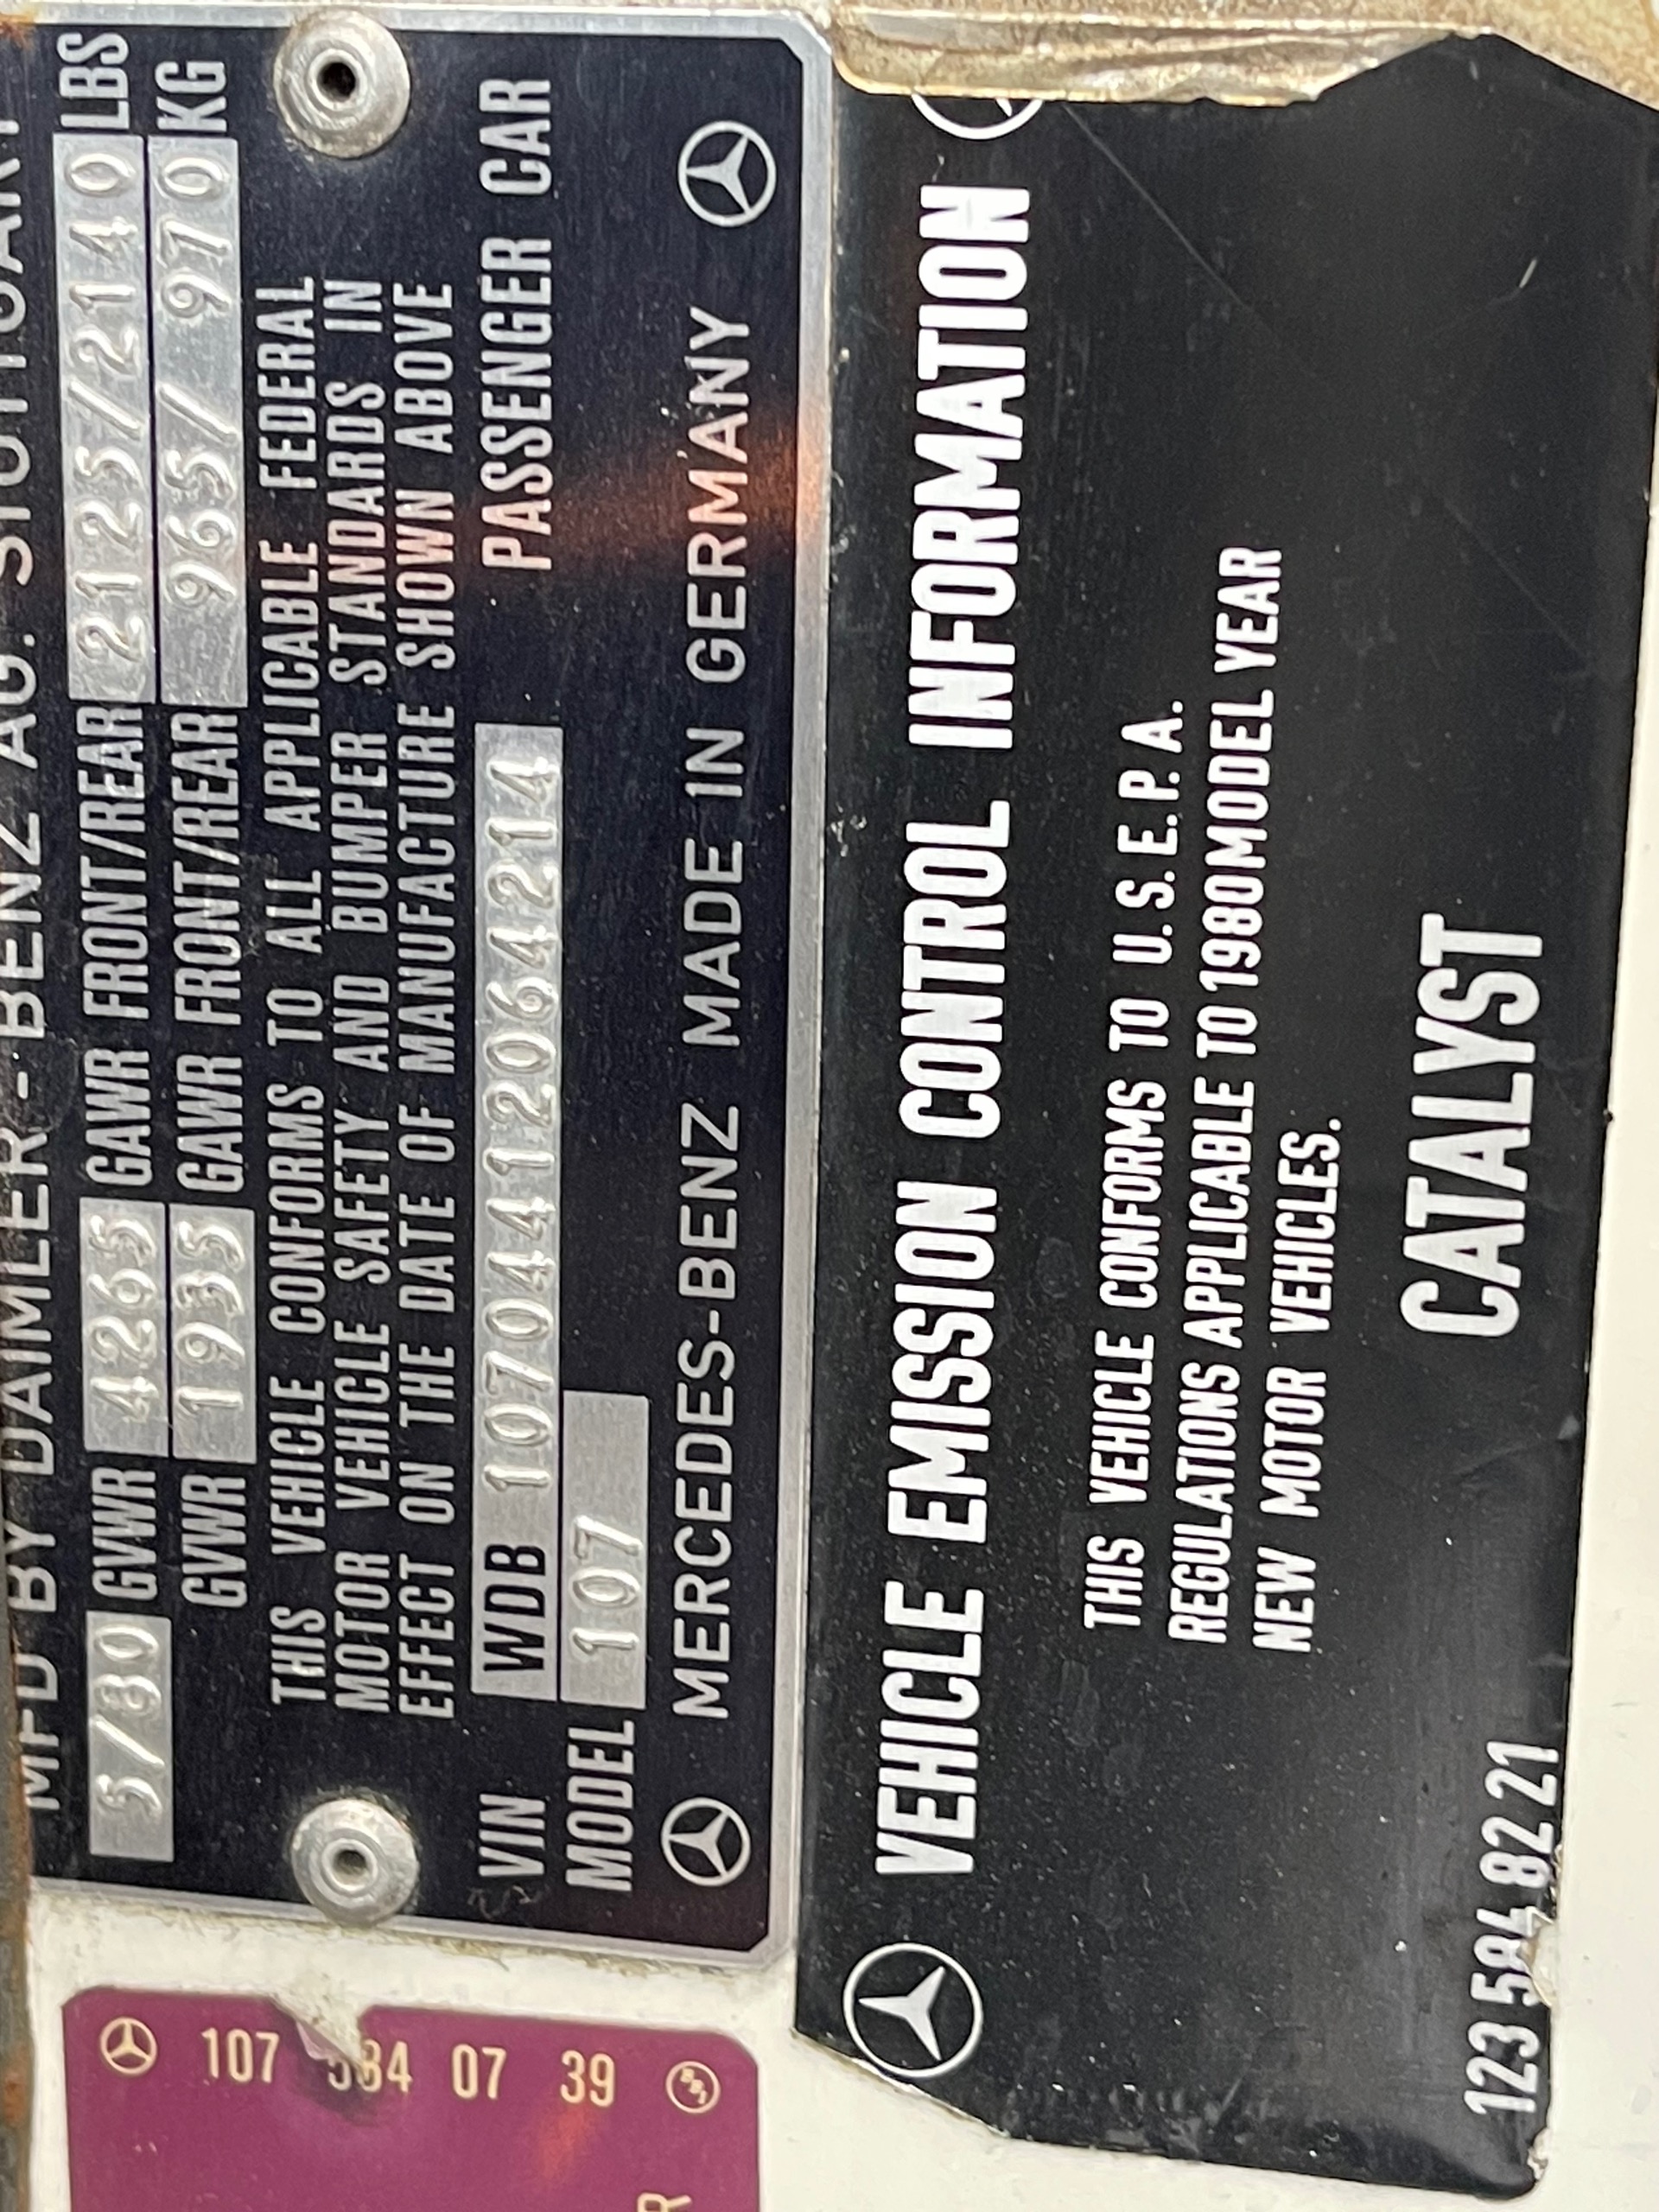 MFD BY DAIMLER-BENZ AG. STUTTGART
5/80 GVWR 4265 GAWR FRONT/REAR 2125/2140 LBS
GVWR 1935 GAWR FRONT/REAR 965/ 970 KG
THIS VEHICLE CONFORMS TO ALL APPLICABLE FEDERAL
MOTOR VEHICLE SAFETY AND BUMPER STANDARDS IN
EFFECT ON THE DATE OF MANUFACTURE SHOWN ABOVE
VIN WDB 10704412064214 PASSENGER CAR
MODEL 107
MERCEDES-BENZ MADE IN GERMANY
VEHICLE EMISSION CONTROL INFORMATION
THIS VEHICLE CONFORMS TO U.S.E.P.A.
REGULATIONS APPLICABLE TO 1980 MODEL YEAR
NEW MOTOR VEHICLES.
CATALYST
123 584 82 21
107 584 07 39